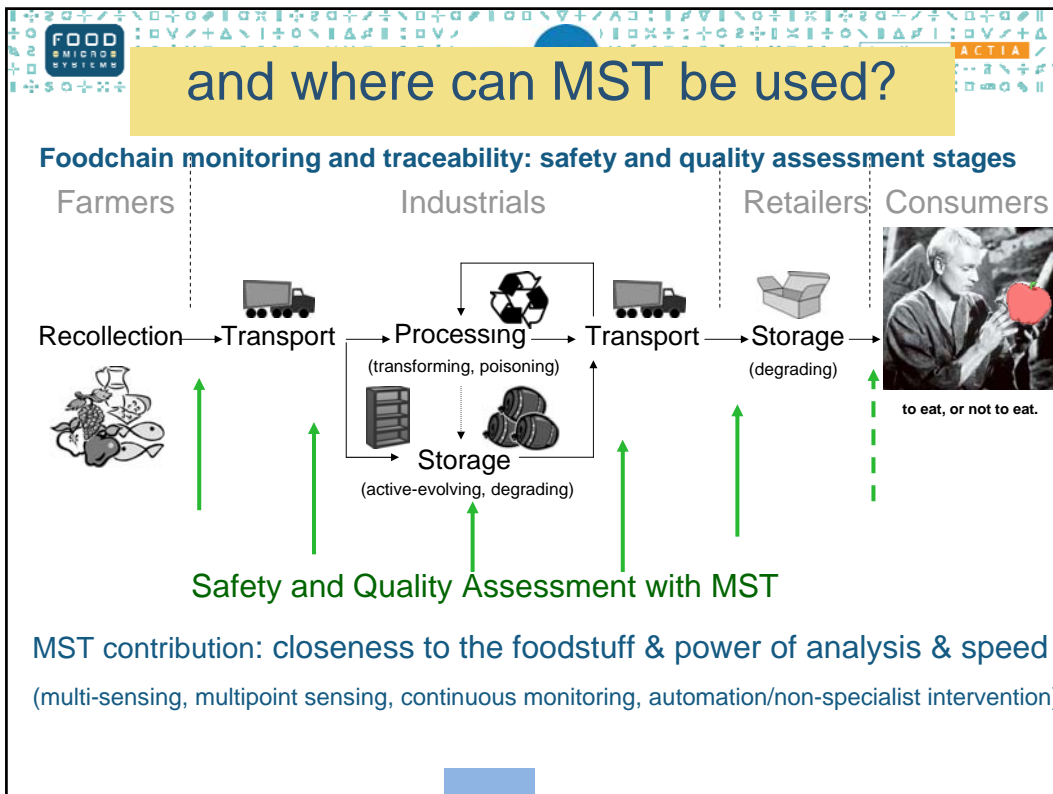 FOOD
MICRO
SYSTEMS
ACTIA
and where can MST be used?
Foodchain monitoring and traceability: safety and quality assessment stages
Farmers Industrials Retailers Consumers
Recollection Transport Processing Transport Storage
(transforming, poisoning) (degrading)
to eat, or not to eat.
Storage
(active-evolving, degrading)
Safety and Quality Assessment with MST
MST contribution: closeness to the foodstuff & power of analysis & speed
(multi-sensing, multipoint sensing, continuous monitoring, automation/non-specialist intervention)